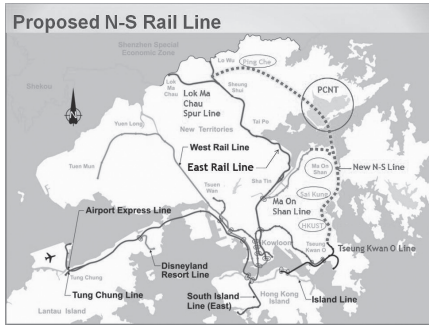 Proposed N-S Rail Line
Shenzhen Special
Economic Zone
Lo Wu
Ping Che
Shekou
Lok
Ma
Chau
Lok Ma
Chau
Spur Line
Sheung
Shui
PCNT
N
Yuen Long
New Territories
Tai Po
West Rail Line
East Rail Line
Ma On
Shan
New N-S Line
Tuen Mun
Tsuen
Wan
Sha Tin
Sai Kung
Ma On
Shan Line
Airport Express Line
HKUST
Kowloon
Tseung
Kwan O
Tseung Kwan O Line
Disneyland
Resort Line
Tung Chung
Tung Chung Line
South Island
Line (East)
Hong Kong
Island
Island Line
Lantau Island